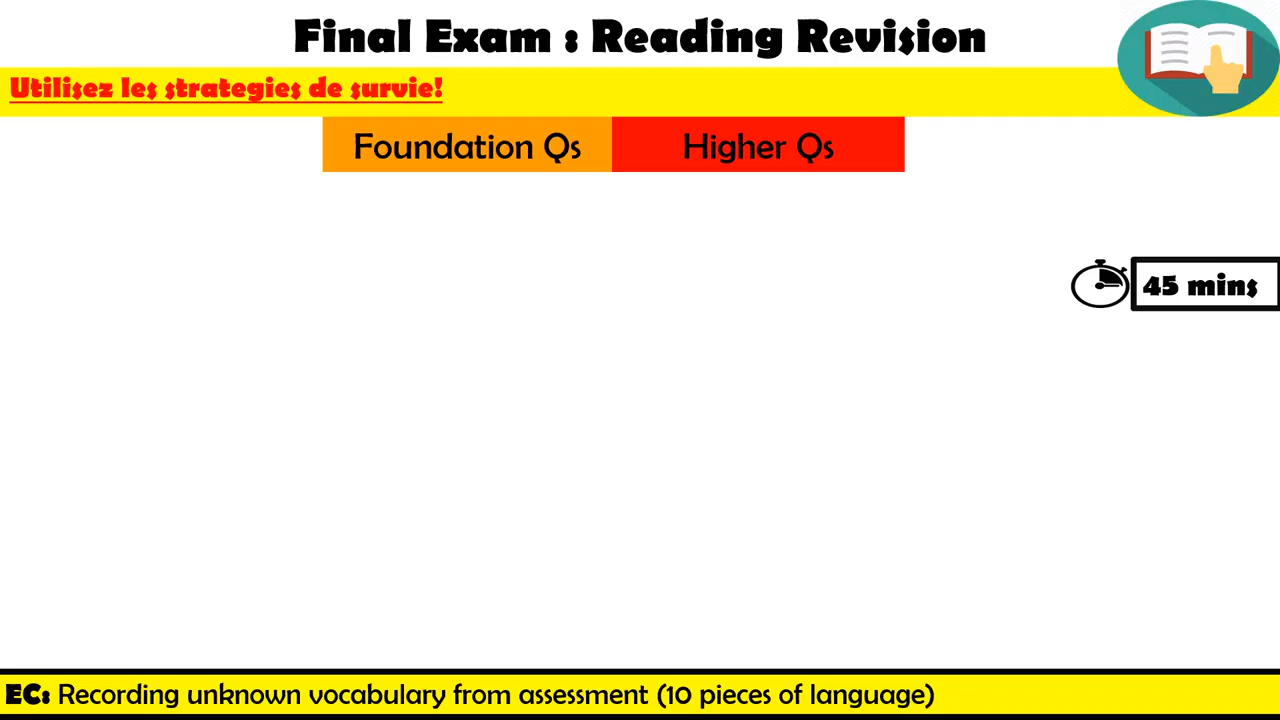 Final Exam : Reading Revision
Utilisez les strategies de survie!
Foundation Qs
Higher Qs
45 mins
EC: Recording unknown vocabulary from assessment (10 pieces of language)